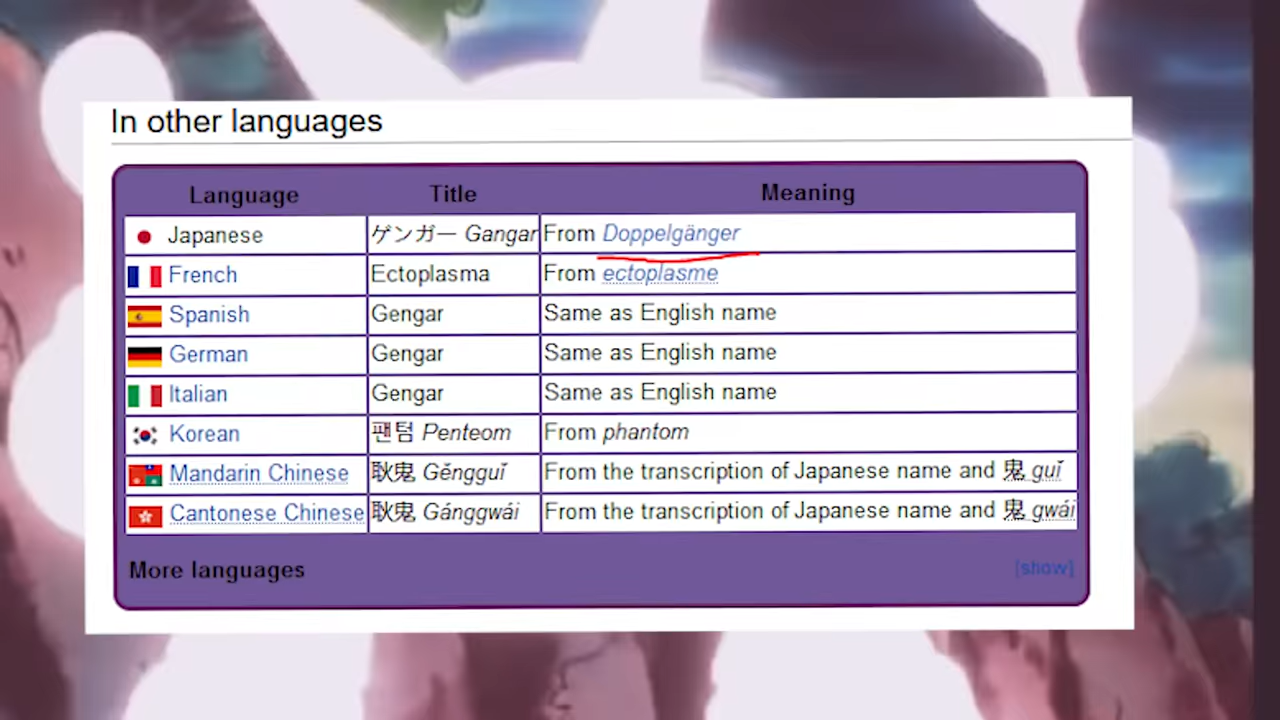 In other languages
Language Title Meaning
Japanese ゲンガー Gangar From Doppelgänger
French Ectoplasma From ectoplasme
Spanish Gengar Same as English name
German Gengar Same as English name
Italian Gengar Same as English name
Korean 팬텀 Penteom From phantom
Mandarin Chinese 耿鬼 Gěngguǐ From the transcription of Japanese name and 鬼 guǐ
Cantonese Chinese 耿鬼 Gánggwái From the transcription of Japanese name and 鬼 gwái
More languages [show]